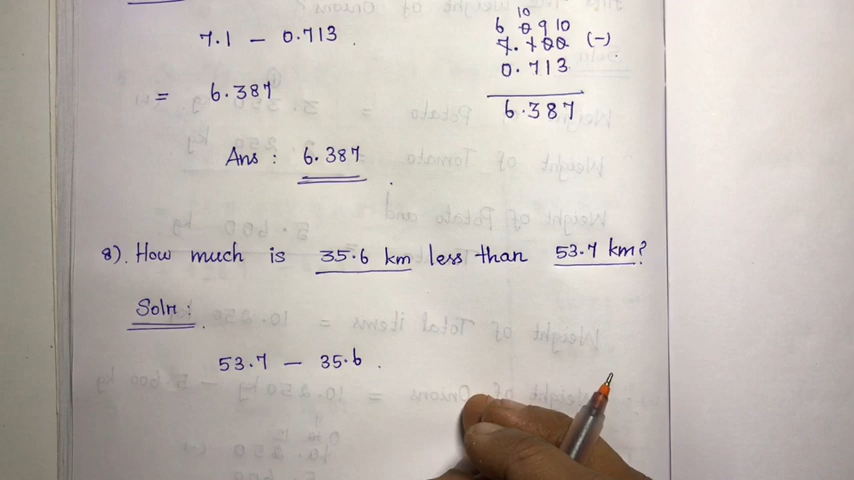 7.1 - 0.713
10
6 0 9 10
7.100 (-)
0.713
= 6.387
6.387
Ans : 6.387
8). How much is 35.6 km less than 53.7 km?
Soln:
53.7 - 35.6